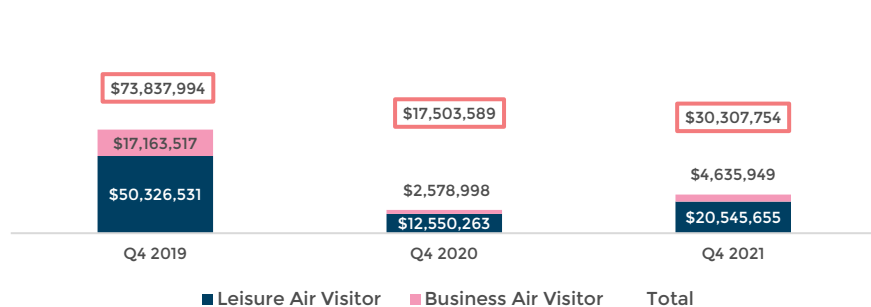 $73,837,994
$17,503,589
$30,307,754
$17,163,517
$2,578,998
$4,635,949
$50,326,531
$12,550,263
$20,545,655
Q4 2019
Q4 2020
Q4 2021
Leisure Air Visitor
Business Air Visitor
Total